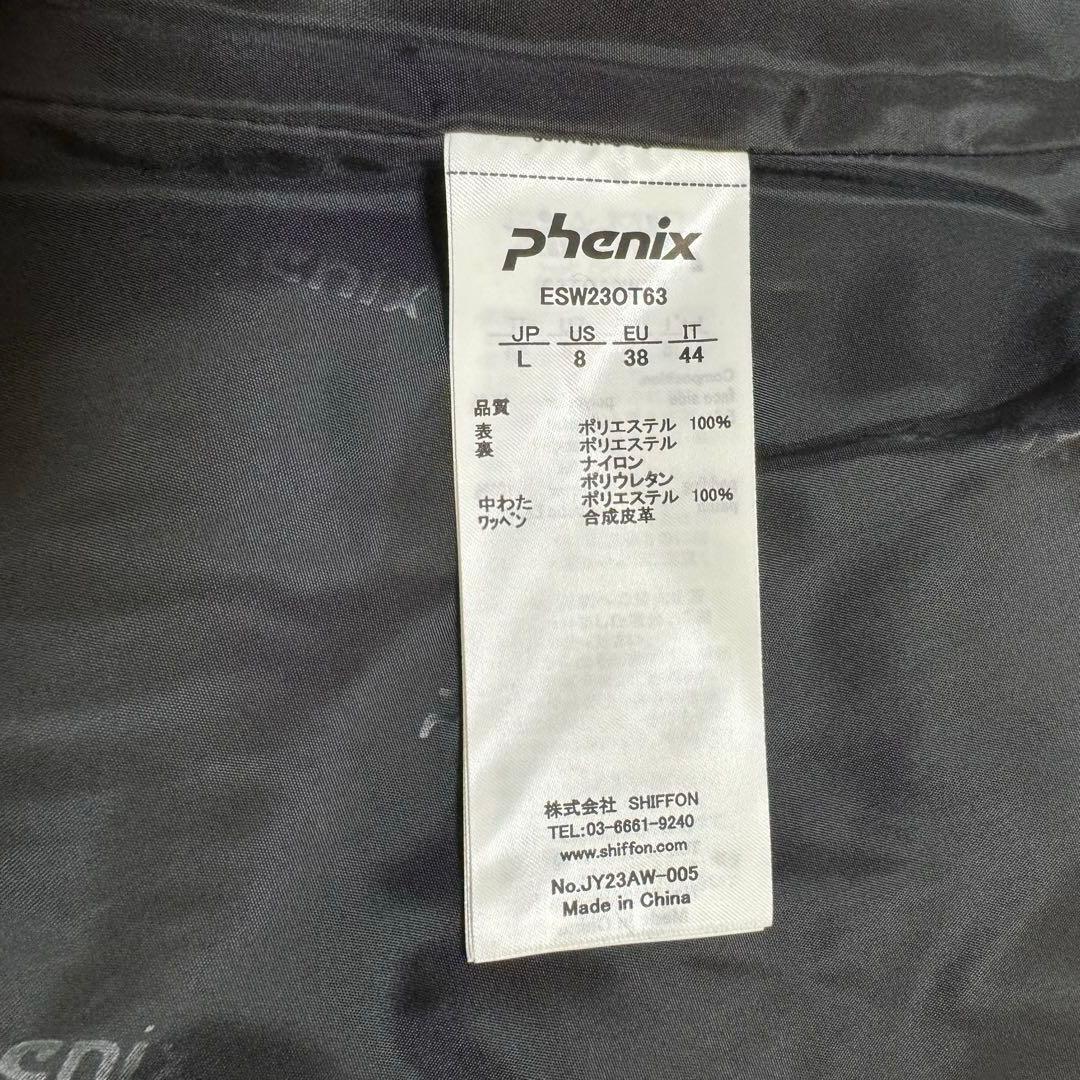 phenix
ESW23OT63
JP US EU IT
L 8 38 44
品質
表 ポリエステル 100%
裏 ポリエステル
ナイロン
ポリウレタン
中わた ポリエステル 100%
ワッペン 合成皮革
株式会社 SHIFFON
TEL:03-6661-9240
www.shiffon.com
No.JY23AW-005
Made in China